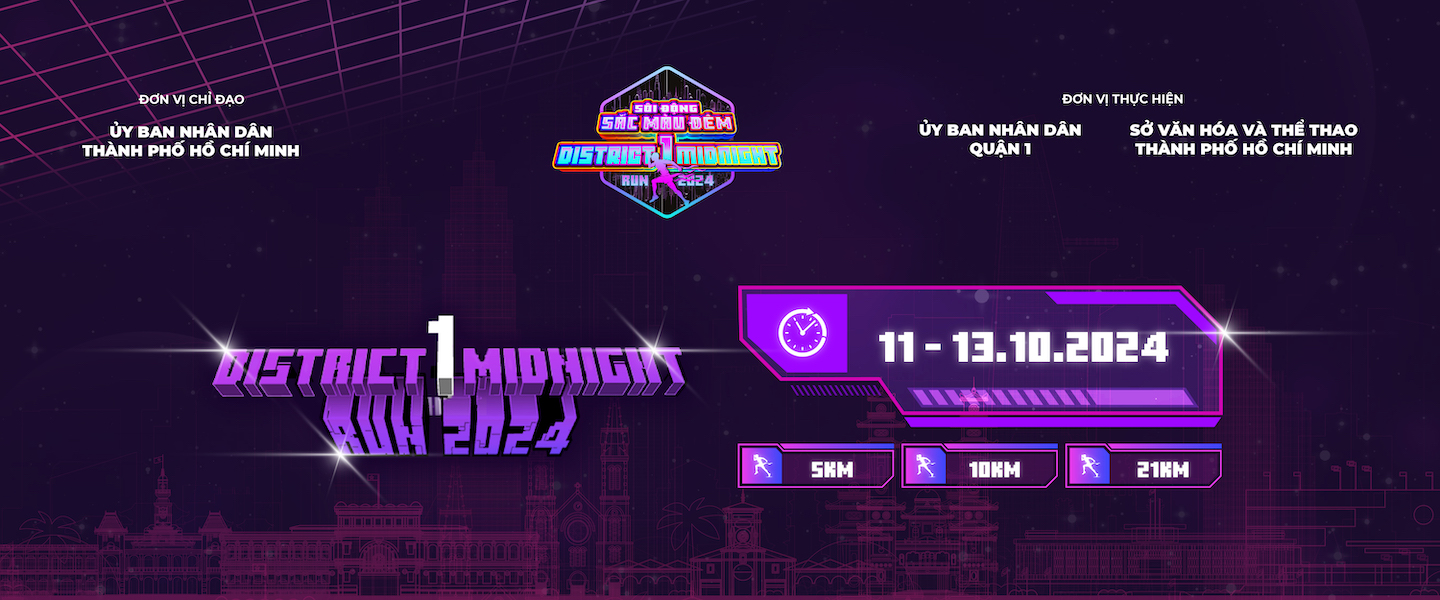 ĐƠN VỊ CHỈ ĐẠO
ỦY BAN NHÂN DÂN
THÀNH PHỐ HỒ CHÍ MINH
SÔI ĐỘNG
SẮC MÀU ĐÊM
DISTRICT 1 MIDNIGHT
RUN 2024
ĐƠN VỊ THỰC HIỆN
ỦY BAN NHÂN DÂN
QUẬN 1
SỞ VĂN HÓA VÀ THỂ THAO
THÀNH PHỐ HỒ CHÍ MINH
DISTRICT 1 MIDNIGHT
RUN 2024
11 - 13.10.2024
5KM
10KM
21KM